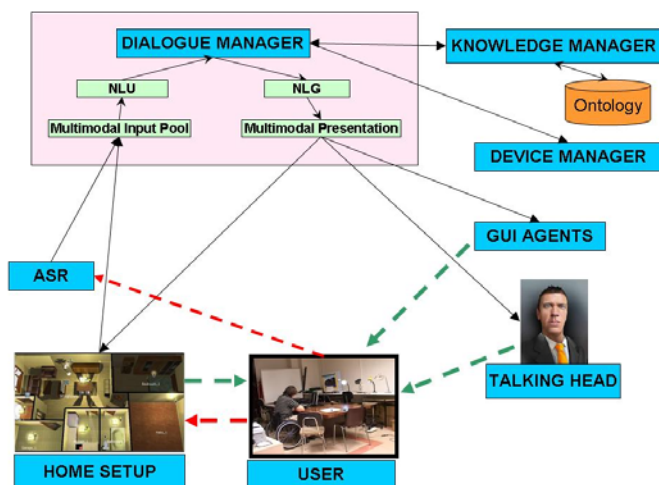 DIALOGUE MANAGER
KNOWLEDGE MANAGER
NLU
NLG
Ontology
Multimodal Input Pool
Multimodal Presentation
DEVICE MANAGER
GUI AGENTS
ASR
TALKING HEAD
HOME SETUP
USER